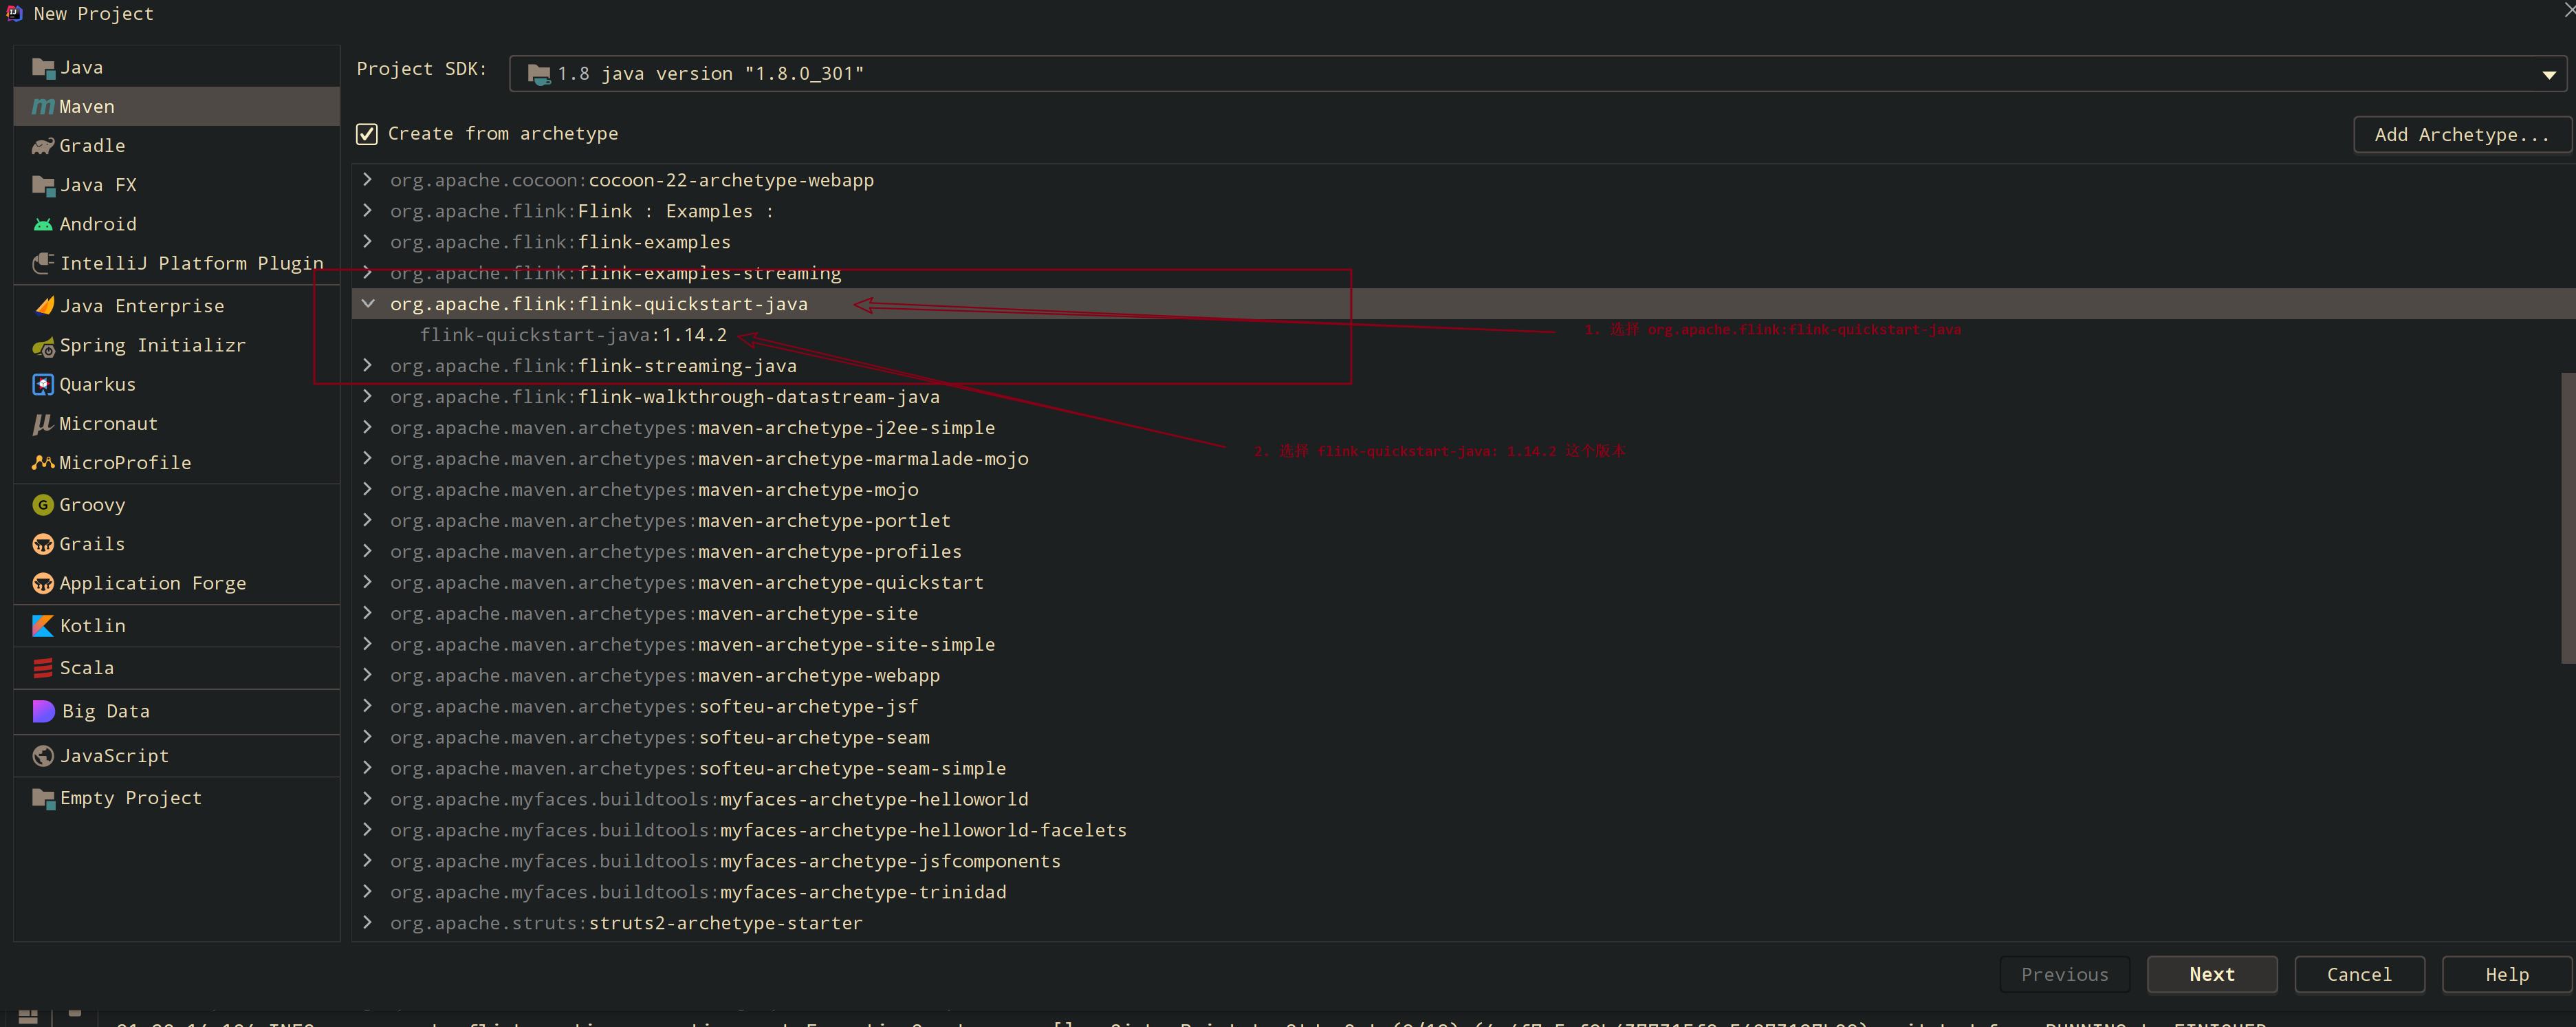 New Project
Java
Maven
Gradle
Java FX
Android
IntelliJ Platform Plugin
Java Enterprise
Spring Initializr
Quarkus
Micronaut
MicroProfile
Groovy
Grails
Application Forge
Kotlin
Scala
Big Data
JavaScript
Empty Project
Project SDK: 1.8 java version "1.8.0_301"
Create from archetype
Add Archetype...
org.apache.cocoon:cocoon-22-archetype-webapp
org.apache.flink:Flink : Examples :
org.apache.flink:flink-examples
org.apache.flink:flink-examples-streaming
org.apache.flink:flink-quickstart-java
1. 选择 org.apache.flink:flink-quickstart-java
flink-quickstart-java:1.14.2
org.apache.flink:flink-streaming-java
org.apache.flink:flink-walkthrough-datastream-java
org.apache.maven.archetypes:maven-archetype-j2ee-simple
2. 选择 flink-quickstart-java: 1.14.2 这个版本
org.apache.maven.archetypes:maven-archetype-marmalade-mojo
org.apache.maven.archetypes:maven-archetype-mojo
org.apache.maven.archetypes:maven-archetype-portlet
org.apache.maven.archetypes:maven-archetype-profiles
org.apache.maven.archetypes:maven-archetype-quickstart
org.apache.maven.archetypes:maven-archetype-site
org.apache.maven.archetypes:maven-archetype-site-simple
org.apache.maven.archetypes:maven-archetype-webapp
org.apache.maven.archetypes:softeu-archetype-jsf
org.apache.maven.archetypes:softeu-archetype-seam
org.apache.maven.archetypes:softeu-archetype-seam-simple
org.apache.myfaces.buildtools:myfaces-archetype-helloworld
org.apache.myfaces.buildtools:myfaces-archetype-helloworld-facelets
org.apache.myfaces.buildtools:myfaces-archetype-jsfcomponents
org.apache.myfaces.buildtools:myfaces-archetype-trinidad
org.apache.struts:struts2-archetype-starter
Previous
Next
Cancel
Help